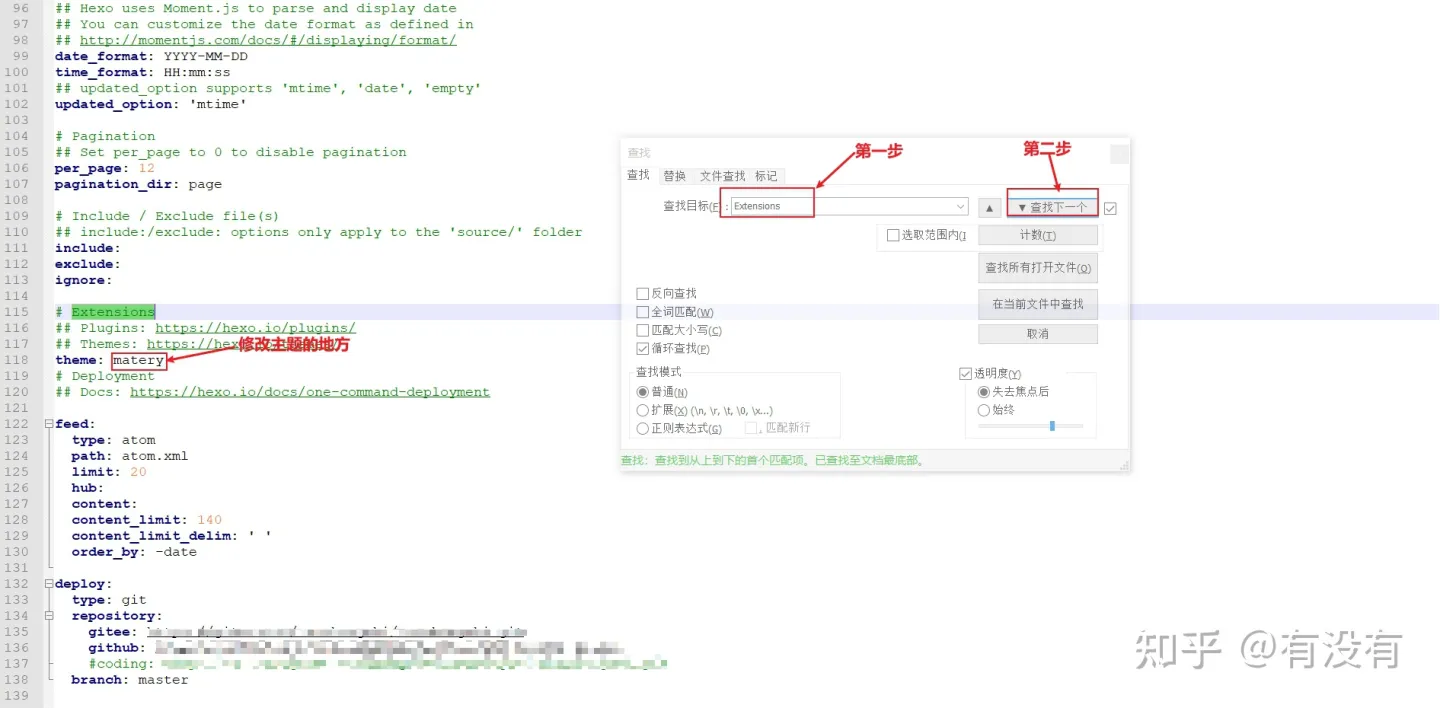 96 ## Hexo uses Moment.js to parse and display date
97 ## You can customize the date format as defined in
98 ## http://momentjs.com/docs/#/displaying/format/
99 date_format: YYYY-MM-DD
100 time_format: HH:mm:ss
101 ## updated_option supports 'mtime', 'date', 'empty'
102 updated_option: 'mtime'
103
104 # Pagination
105 ## Set per_page to 0 to disable pagination
106 per_page: 12
107 pagination_dir: page
108
109 # Include / Exclude file(s)
110 ## include:/exclude: options only apply to the 'source/' folder
111 include:
112 exclude:
113 ignore:
114
115 # Extensions
116 ## Plugins: https://hexo.io/plugins/
117 ## Themes: https://he
修改主题的地方
118 theme: matery
119 # Deployment
120 ## Docs: https://hexo.io/docs/one-command-deployment
121
122 feed:
123 type: atom
124 path: atom.xml
125 limit: 20
126 hub:
127 content:
128 content_limit: 140
129 content_limit_delim: ' '
130 order_by: -date
131
132 deploy:
133 type: git
134 repository:
135 gitee:
136 github:
137 #coding:
138 branch: master
139
查找
第一步
第二步
查找 替换 文件查找 标记
查找目标(F): Extensions
▲ ▼ 查找下一个
选取范围内(I
计数(T)
查找所有打开文件(O)
在当前文件中查找
取消
反向查找
全词匹配(W)
匹配大小写(C)
循环查找(P)
查找模式
普通(N)
扩展(X) (\n, \r, \t, \0, \x...)
正则表达式(G) . 匹配新行
透明度(Y)
失去焦点后
始终
查找：查找到从上到下的首个匹配项。已查找至文档最底部。
知乎 @有没有